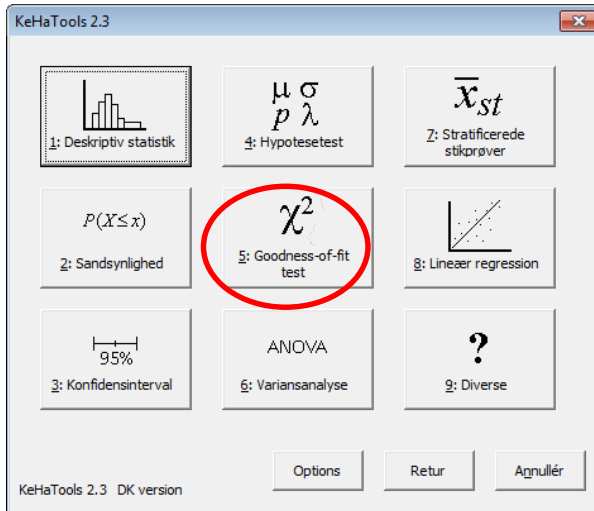 KeHaTools 2.3
1: Deskriptiv statistik
μ σ
p λ
4: Hypotesetest
x̅st
7: Stratificerede
stikprøver
P(X≤x)
2: Sandsynlighed
χ²
5: Goodness-of-fit
test
8: Lineær regression
95%
3: Konfidensinterval
ANOVA
6: Variansanalyse
?
9: Diverse
Options
Retur
Annullér
KeHaTools 2.3 DK version